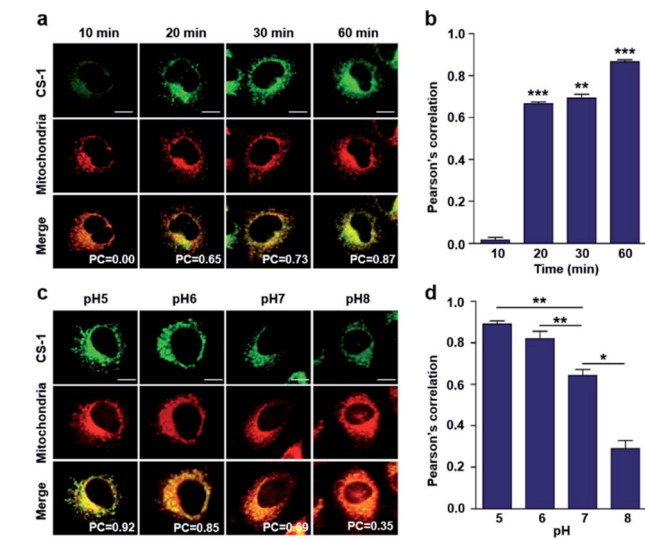 a
10 min 20 min 30 min 60 min
CS-1
Mitochondria
Merge
PC=0.00 PC=0.65 PC=0.73 PC=0.87
b
Pearson's correlation
1.0
0.8
0.6
0.4
0.2
0.0
*** ** ***
10 20 30 60
Time (min)
c
pH5 pH6 pH7 pH8
CS-1
Mitochondria
Merge
PC=0.92 PC=0.85 PC=0.69 PC=0.35
d
Pearson's correlation
1.0
0.8
0.6
0.4
0.2
0.0
**
**
*
5 6 7 8
pH